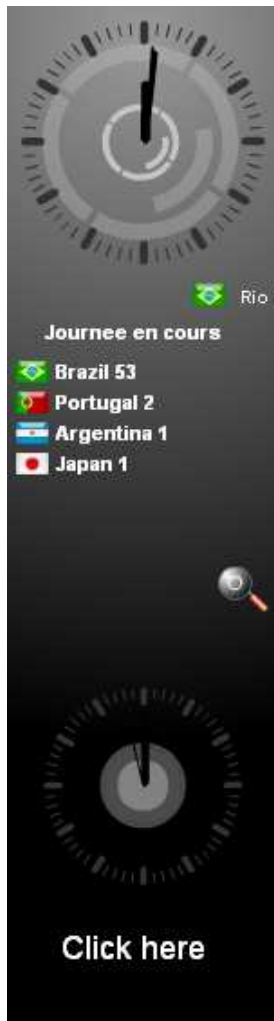 Rio
Journee en cours
Brazil 53
Portugal 2
Argentina 1
Japan 1
Click here